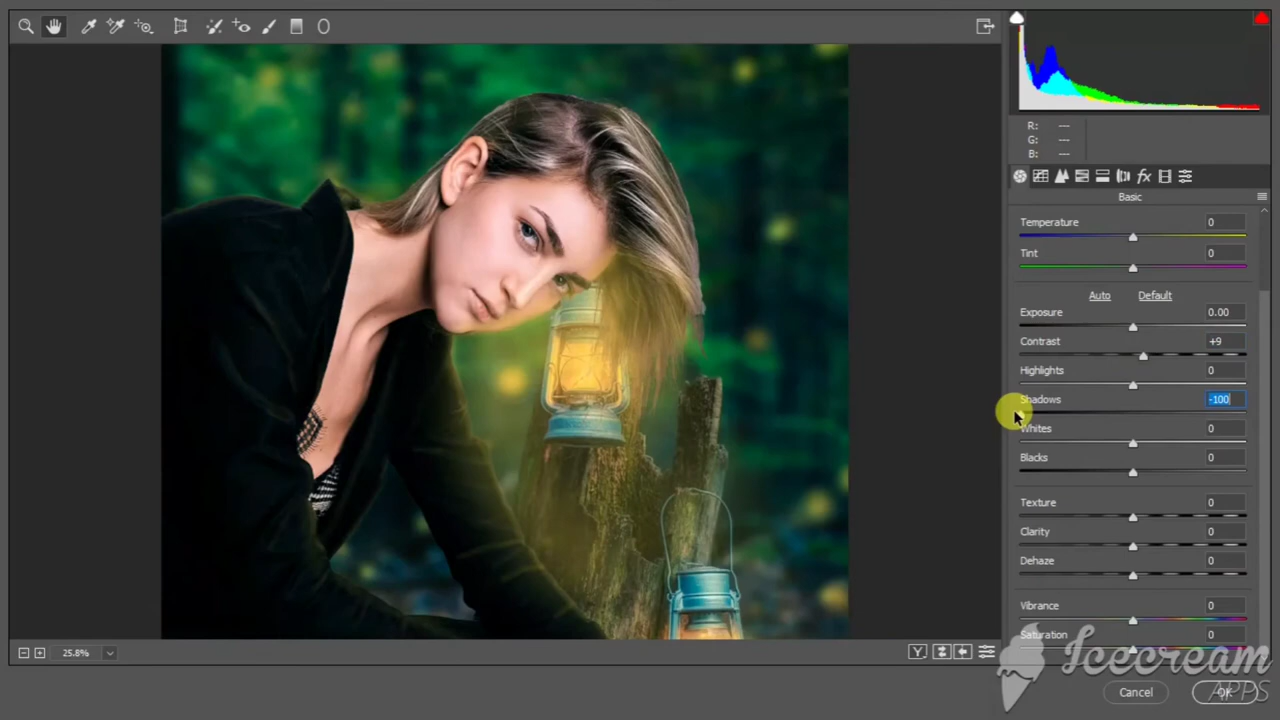 R: ---
G: ---
B: ---
Basic
Temperature 0
Tint 0
Auto Default
Exposure 0.00
Contrast +9
Highlights 0
Shadows -100
Whites 0
Blacks 0
Texture 0
Clarity 0
Dehaze 0
Vibrance 0
Saturation 0
25.8%
Y
fx
Icecream
APPS
Cancel OK